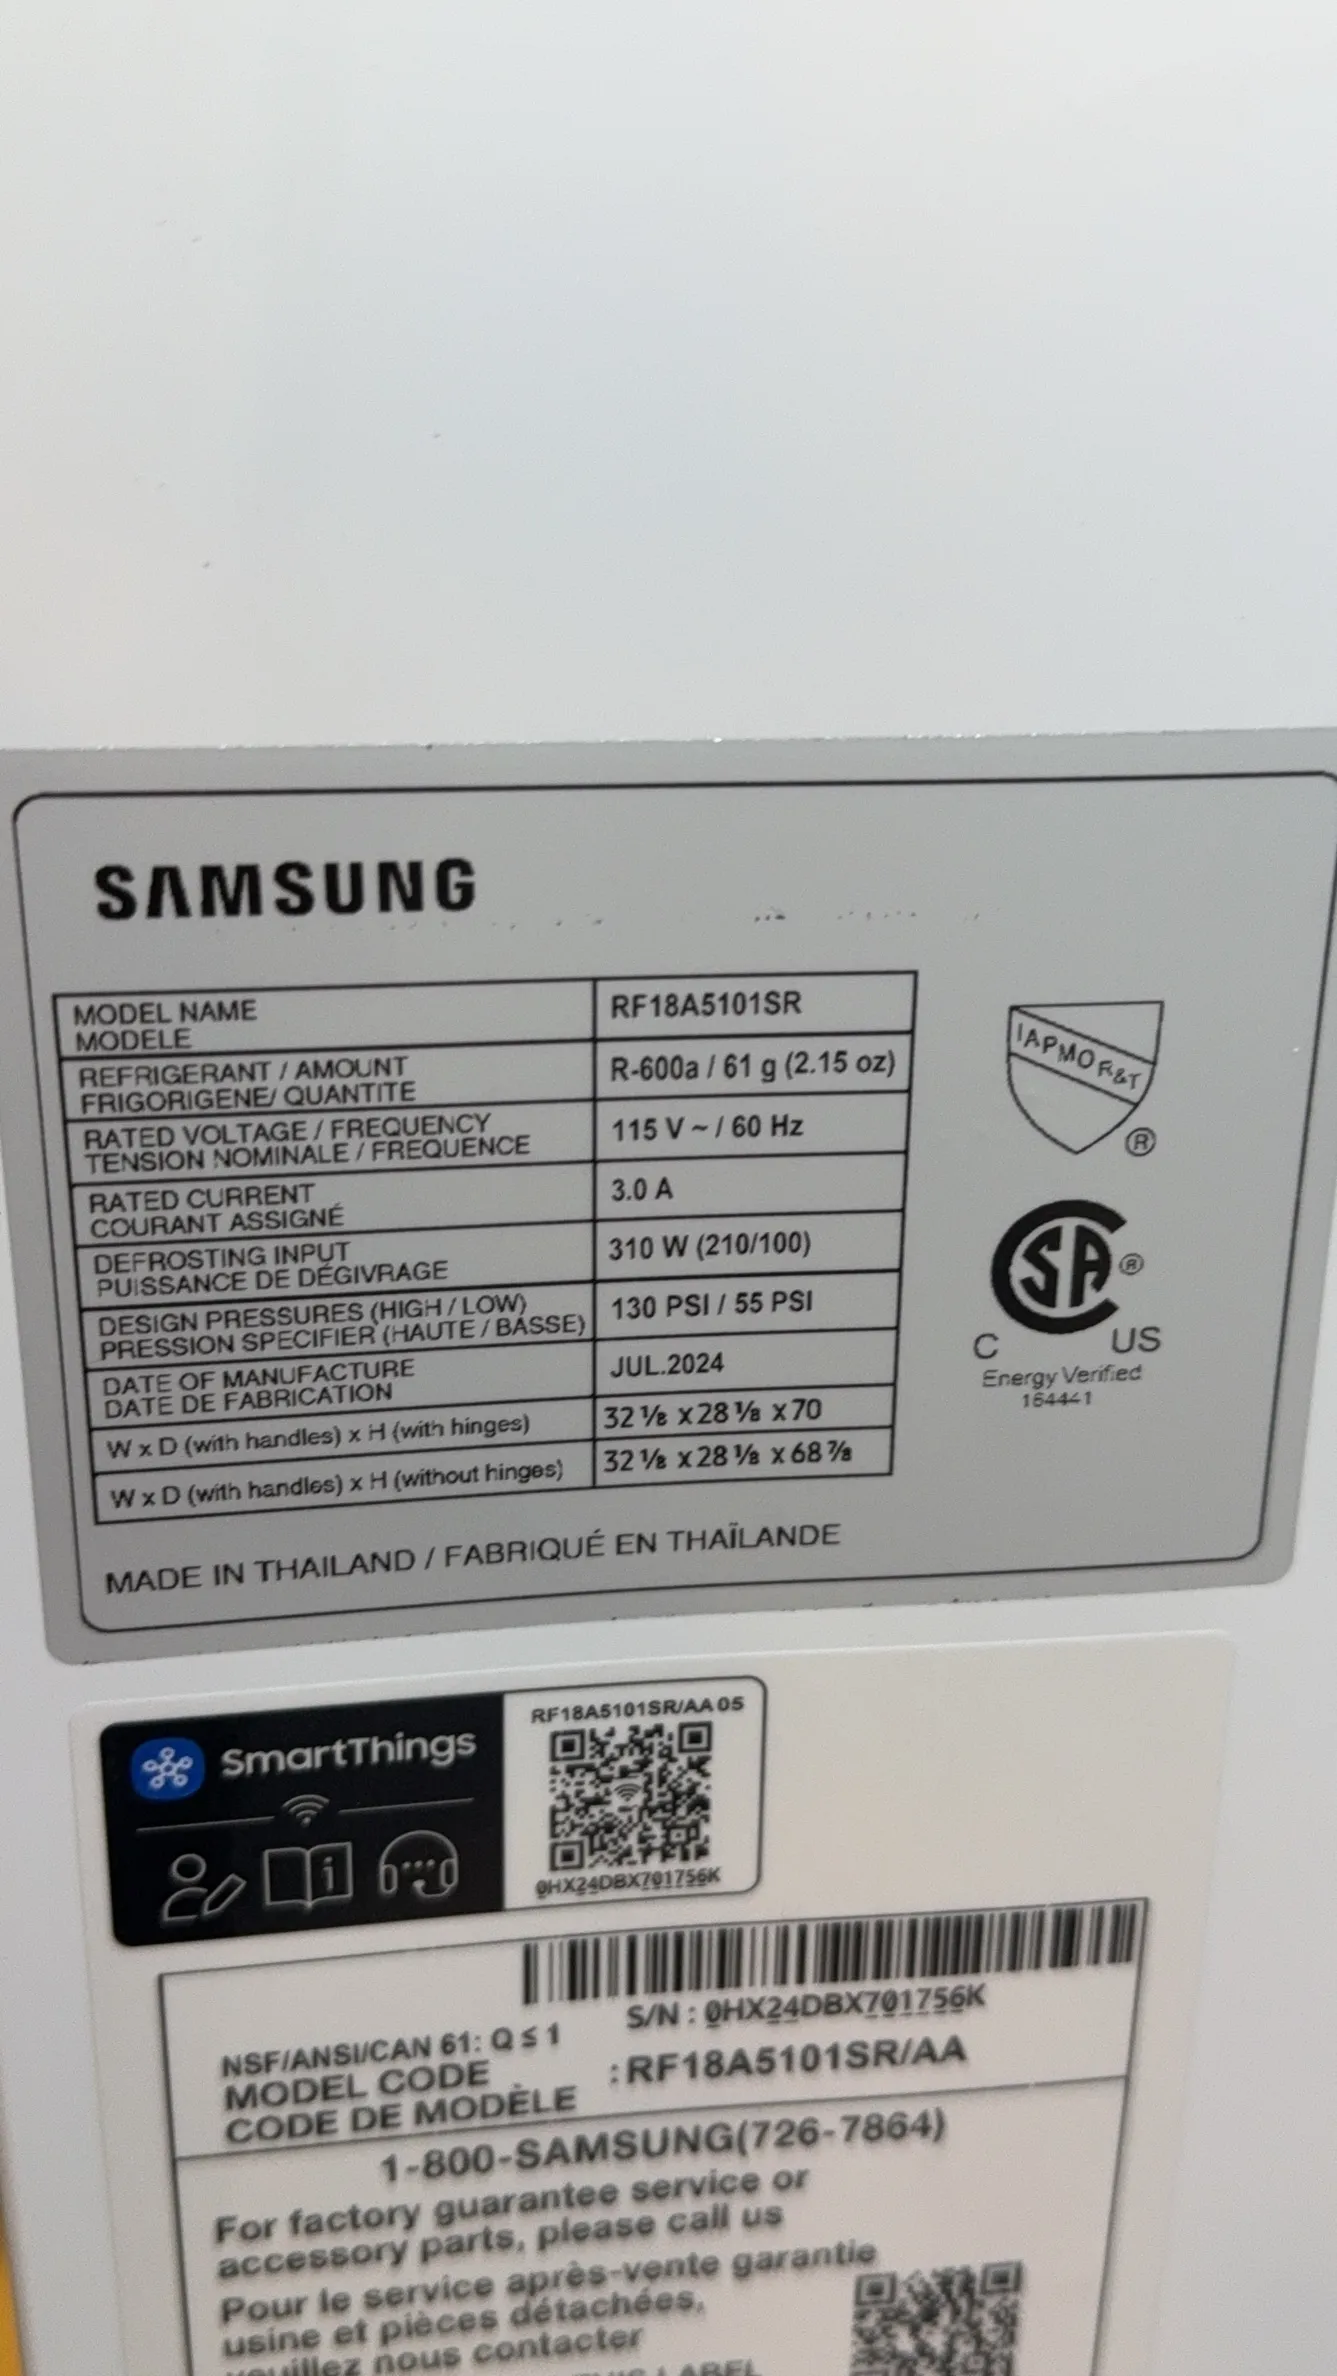 SAMSUNG
MODEL NAME
MODELE
RF18A5101SR
REFRIGERANT / AMOUNT
FRIGORIGENE/ QUANTITE
R-600a / 61 g (2.15 oz)
RATED VOLTAGE / FREQUENCY
TENSION NOMINALE / FREQUENCE
115 V ~ / 60 Hz
RATED CURRENT
COURANT ASSIGNÉ
3.0 A
DEFROSTING INPUT
PUISSANCE DE DÉGIVRAGE
310 W (210/100)
DESIGN PRESSURES (HIGH / LOW)
PRESSION SPECIFIER (HAUTE / BASSE)
130 PSI / 55 PSI
DATE OF MANUFACTURE
DATE DE FABRICATION
JUL.2024
W x D (with handles) x H (with hinges)
32 ⅛ x 28 ⅛ x 70
W x D (with handles) x H (without hinges)
32 ⅛ x 28 ⅛ x 68 ⅞
IAPMO R&T
®
SA ®
C US
Energy Verified
164441
MADE IN THAILAND / FABRIQUÉ EN THAÏLANDE
SmartThings
RF18A5101SR/AA 05
0HX24DBX701756K
S/N : 0HX24DBX701756K
NSF/ANSI/CAN 61: Q ≤ 1
MODEL CODE
CODE DE MODÈLE
:RF18A5101SR/AA
1-800-SAMSUNG(726-7864)
For factory guarantee service or
accessory parts, please call us
Pour le service après-vente garantie
usine et pièces détachées,
veuillez nous contacter
LABEL